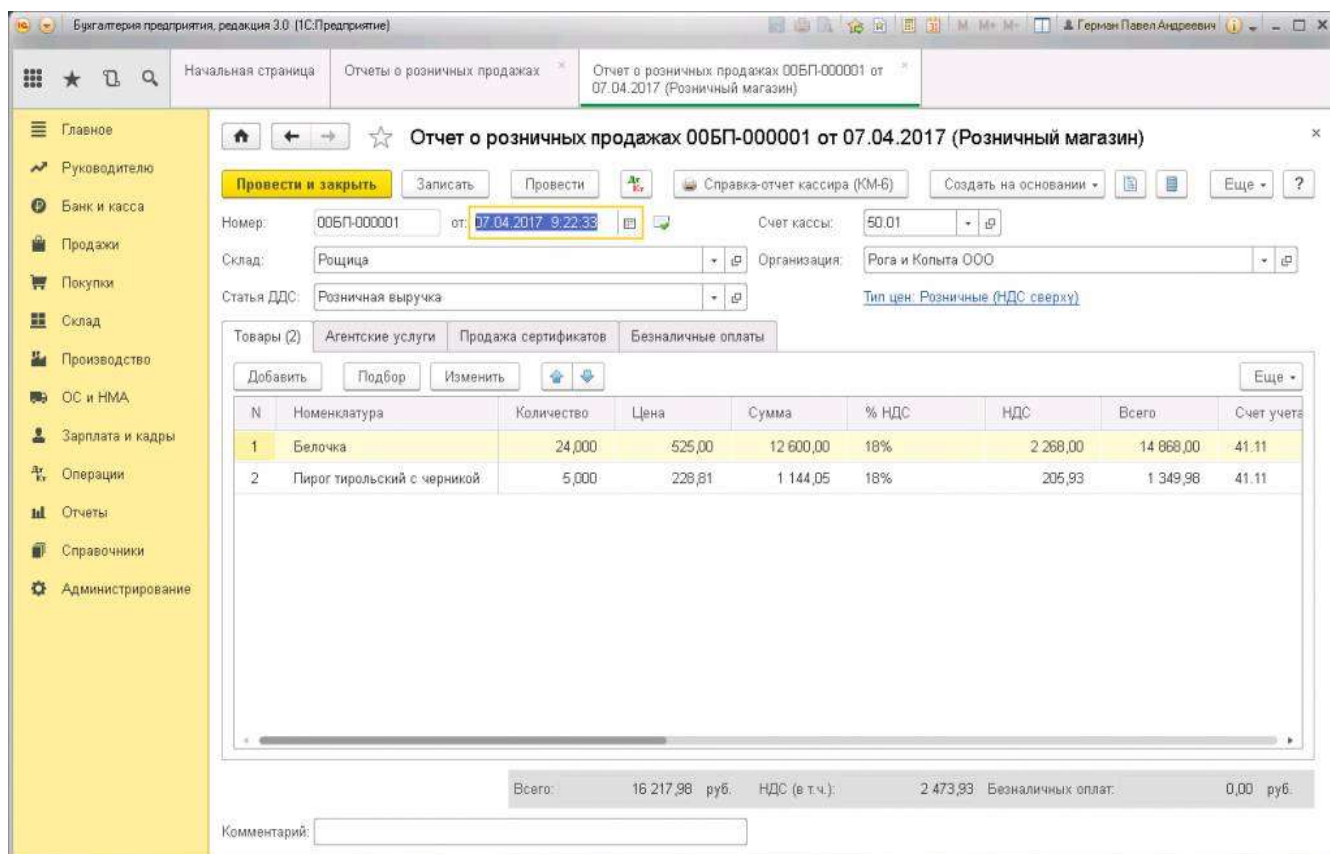 Бухгалтерия предприятия, редакция 3.0 (1С:Предприятие)
M M+ M-
Герман Павел Андреевич
Начальная страница
Отчеты о розничных продажах
Отчет о розничных продажах 00БП-000001 от
07.04.2017 (Розничный магазин)
Главное
Руководителю
Банк и касса
Продажи
Покупки
Склад
Производство
ОС и НМА
Зарплата и кадры
Операции
Отчеты
Справочники
Администрирование
Отчет о розничных продажах 00БП-000001 от 07.04.2017 (Розничный магазин)
Провести и закрыть Записать Провести Справка-отчет кассира (КМ-6) Создать на основании Еще ?
Номер: 00БП-000001 от: 07.04.2017 9:22:33 Счет кассы: 50.01
Склад: Рощица Организация: Рога и Копыта ООО
Статья ДДС: Розничная выручка Тип цен: Розничные (НДС сверху)
Товары (2) Агентские услуги Продажа сертификатов Безналичные оплаты
Добавить Подбор Изменить Еще
N Номенклатура Количество Цена Сумма % НДС НДС Всего Счет учета
1 Белочка 24,000 525,00 12 600,00 18% 2 268,00 14 868,00 41.11
2 Пирог тирольский с черникой 5,000 228,81 1 144,05 18% 205,93 1 349,98 41.11
Всего: 16 217,98 руб. НДС (в т.ч.): 2 473,93 Безналичных оплат: 0,00 руб.
Комментарий: